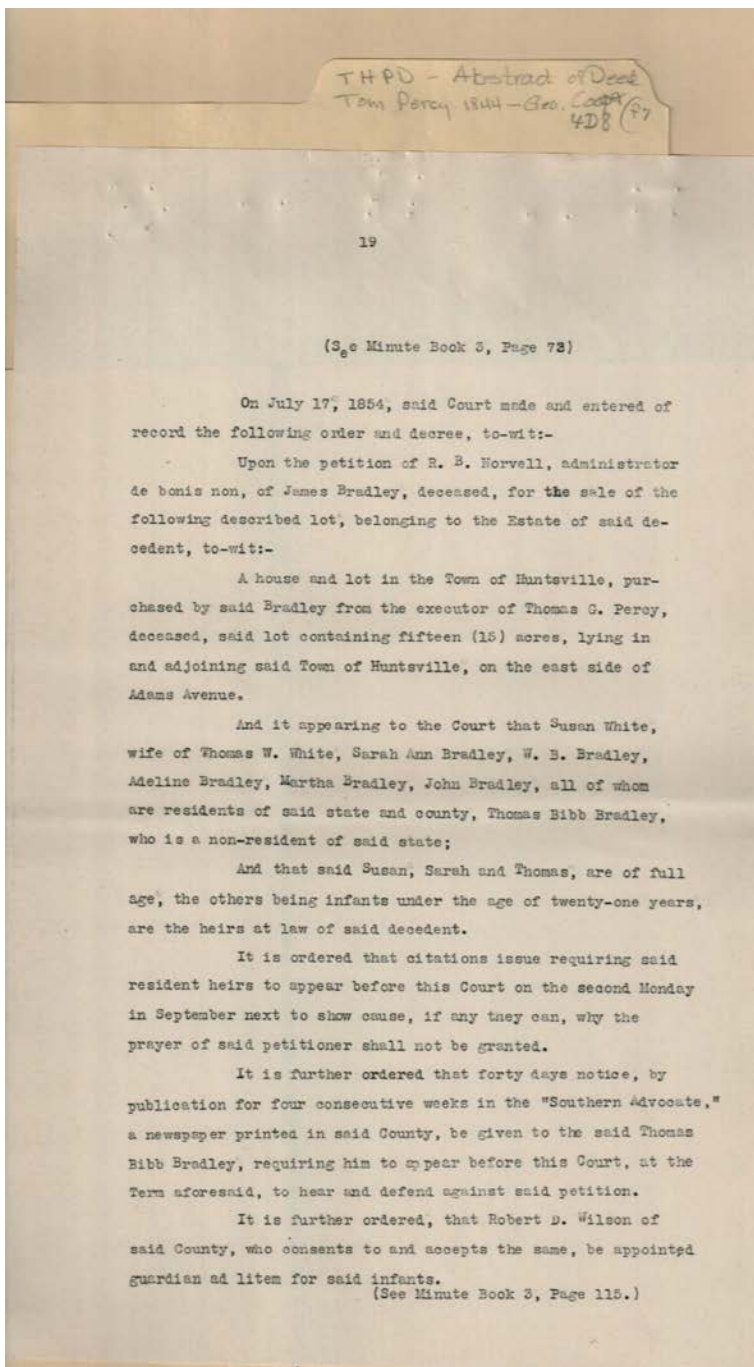 THPD - Abstract of Deed
Tom Percy 1844 - Geo.
4D8
19
(See Minute Book 3, Page 73)
On July 17, 1854, said Court made and entered of
record the following order and decree, to-wit:-
Upon the petition of R. B. Norvell, administrator
de bonis non, of James Bradley, deceased, for the sale of the
following described lot, belonging to the Estate of said de-
cedent, to-wit:-
A house and lot in the Town of Huntsville, pur-
chased by said Bradley from the executor of Thomas G. Percy,
deceased, said lot containing fifteen (15) acres, lying in
and adjoining said Town of Huntsville, on the east side of
Adams Avenue.
And it appearing to the Court that Susan White,
wife of Thomas W. White, Sarah Ann Bradley, W. B. Bradley,
Adeline Bradley, Martha Bradley, John Bradley, all of whom
are residents of said state and county, Thomas Bibb Bradley,
who is a non-resident of said state;
And that said Susan, Sarah and Thomas, are of full
age, the others being infants under the age of twenty-one years,
are the heirs at law of said decedent.
It is ordered that citations issue requiring said
resident heirs to appear before this Court on the second Monday
in September next to show cause, if any they can, why the
prayer of said petitioner shall not be granted.
It is further ordered that forty days notice, by
publication for four consecutive weeks in the "Southern Advocate,"
a newspaper printed in said County, be given to the said Thomas
Bibb Bradley, requiring him to appear before this Court, at the
Term aforesaid, to hear and defend against said petition.
It is further ordered, that Robert D. Wilson of
said County, who consents to and accepts the same, be appointed
guardian ad litem for said infants.
(See Minute Book 3, Page 115.)